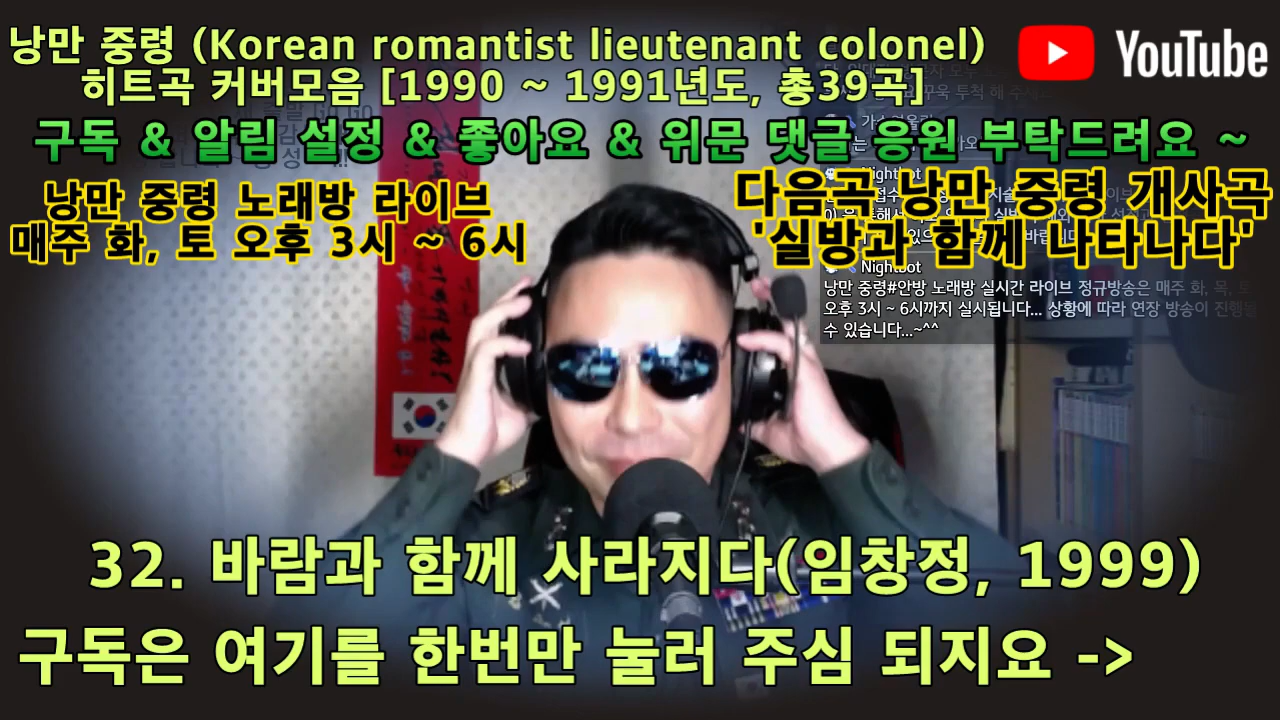 낭만 중령 (Korean romantist lieutenant colonel)
YouTube
히트곡 커버모음 [1990 ~ 1991년도, 총39곡]
구독 & 알림 설정 & 좋아요 & 위문 댓글 응원 부탁드려요 ~
낭만 중령 노래방 라이브
매주 화, 토 오후 3시 ~ 6시
다음곡 낭만 중령 개사곡
'실방과 함께 나타나다'
Nightbot
Nightbot
낭만 중령#안방 노래방 실시간 라이브 정규방송은 매주 화, 목, 토
오후 3시 ~ 6시까지 실시됩니다... 상황에 따라 연장 방송이 진행될
수 있습니다...~^^
32. 바람과 함께 사라지다(임창정, 1999)
구독은 여기를 한번만 눌러 주심 되지요 ->